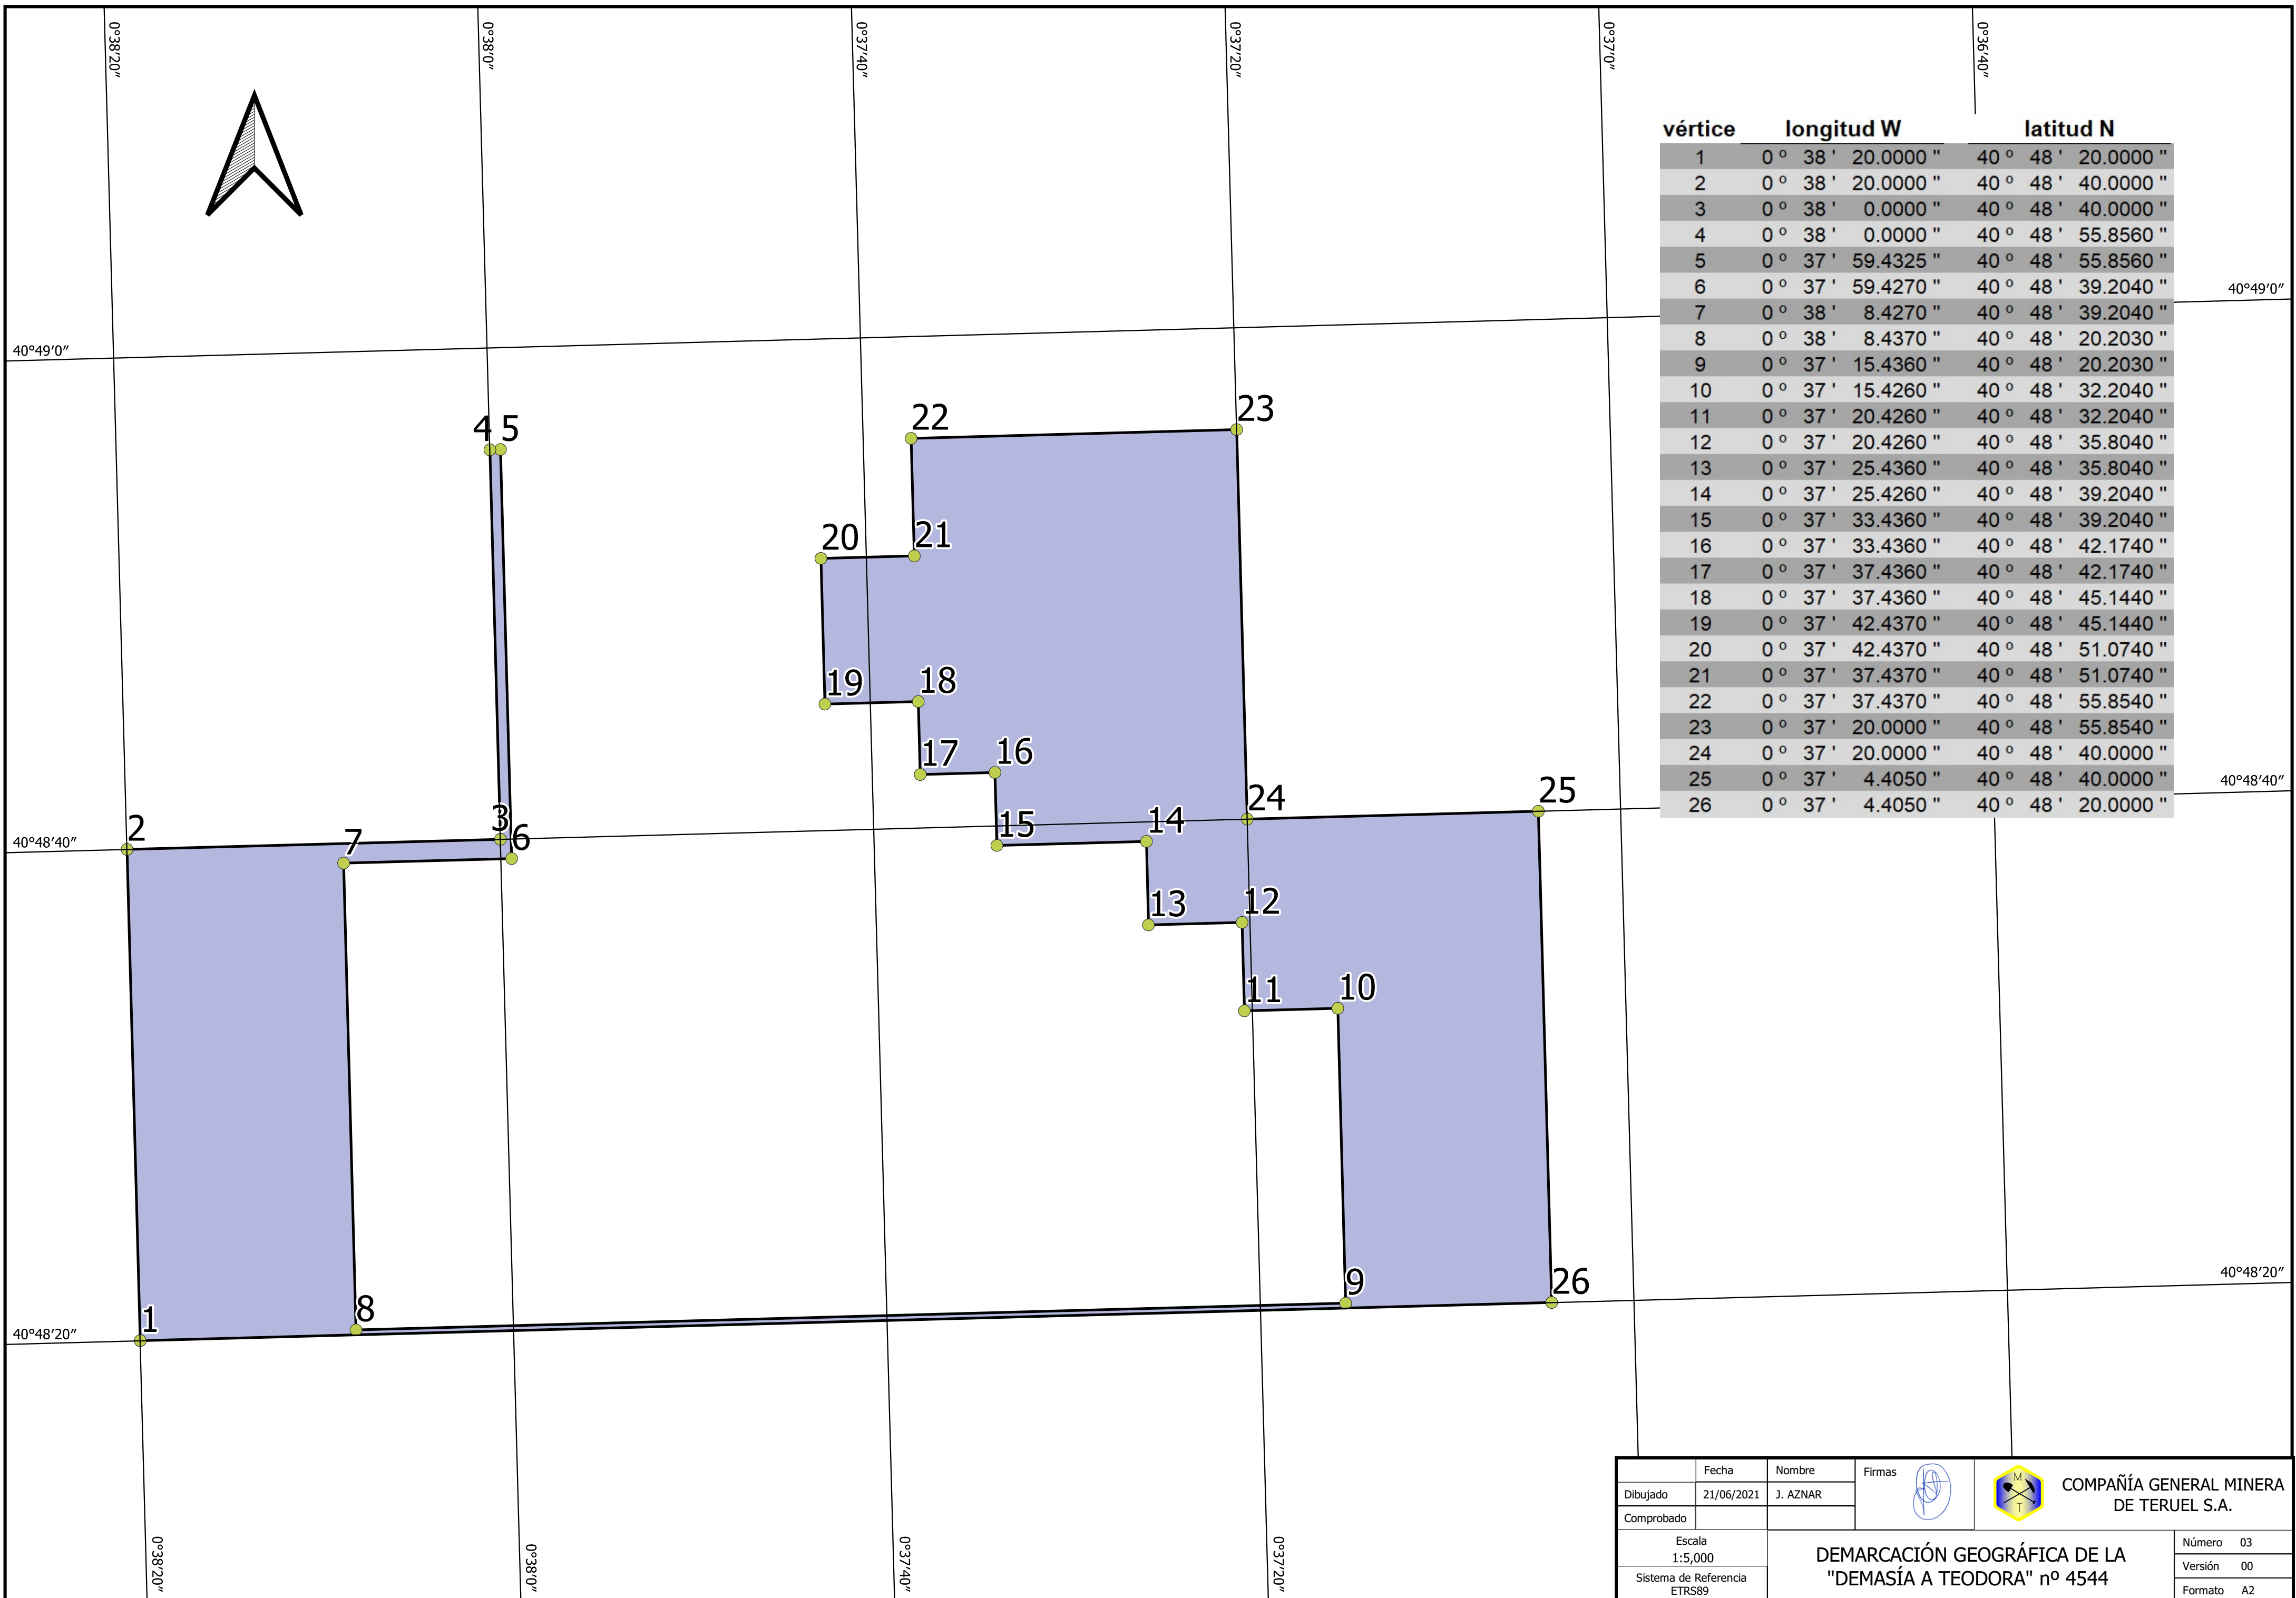 0°38′20″
0°38′0″
0°37′40″
0°37′20″
0°37′0″
0°36′40″
vértice longitud W latitud N
1 0 º 38 ' 20.0000 " 40 º 48 ' 20.0000 "
2 0 º 38 ' 20.0000 " 40 º 48 ' 40.0000 "
3 0 º 38 ' 0.0000 " 40 º 48 ' 40.0000 "
4 0 º 38 ' 0.0000 " 40 º 48 ' 55.8560 "
5 0 º 37 ' 59.4325 " 40 º 48 ' 55.8560 "
6 0 º 37 ' 59.4270 " 40 º 48 ' 39.2040 "
7 0 º 38 ' 8.4270 " 40 º 48 ' 39.2040 "
8 0 º 38 ' 8.4370 " 40 º 48 ' 20.2030 "
9 0 º 37 ' 15.4360 " 40 º 48 ' 20.2030 "
10 0 º 37 ' 15.4260 " 40 º 48 ' 32.2040 "
11 0 º 37 ' 20.4260 " 40 º 48 ' 32.2040 "
12 0 º 37 ' 20.4260 " 40 º 48 ' 35.8040 "
13 0 º 37 ' 25.4360 " 40 º 48 ' 35.8040 "
14 0 º 37 ' 25.4260 " 40 º 48 ' 39.2040 "
15 0 º 37 ' 33.4360 " 40 º 48 ' 39.2040 "
16 0 º 37 ' 33.4360 " 40 º 48 ' 42.1740 "
17 0 º 37 ' 37.4360 " 40 º 48 ' 42.1740 "
18 0 º 37 ' 37.4360 " 40 º 48 ' 45.1440 "
19 0 º 37 ' 42.4370 " 40 º 48 ' 45.1440 "
20 0 º 37 ' 42.4370 " 40 º 48 ' 51.0740 "
21 0 º 37 ' 37.4370 " 40 º 48 ' 51.0740 "
22 0 º 37 ' 37.4370 " 40 º 48 ' 55.8540 "
23 0 º 37 ' 20.0000 " 40 º 48 ' 55.8540 "
24 0 º 37 ' 20.0000 " 40 º 48 ' 40.0000 "
25 0 º 37 ' 4.4050 " 40 º 48 ' 40.0000 "
26 0 º 37 ' 4.4050 " 40 º 48 ' 20.0000 "
40°49′0″
40°49′0″
4 5
22
23
20
21
19
18
17
16
40°48′40″
25
24
2
3
6
7
15
14
40°48′40″
13
12
11
10
40°48′20″
9
26
8
1
40°48′20″
0°38′20″
0°38′0″
0°37′40″
0°37′20″
Fecha Nombre Firmas
Dibujado 21/06/2021 J. AZNAR
Comprobado
M
T
COMPAÑÍA GENERAL MINERA
DE TERUEL S.A.
Escala
1:5,000
Sistema de Referencia
ETRS89
DEMARCACIÓN GEOGRÁFICA DE LA
"DEMASÍA A TEODORA" nº 4544
Número 03
Versión 00
Formato A2